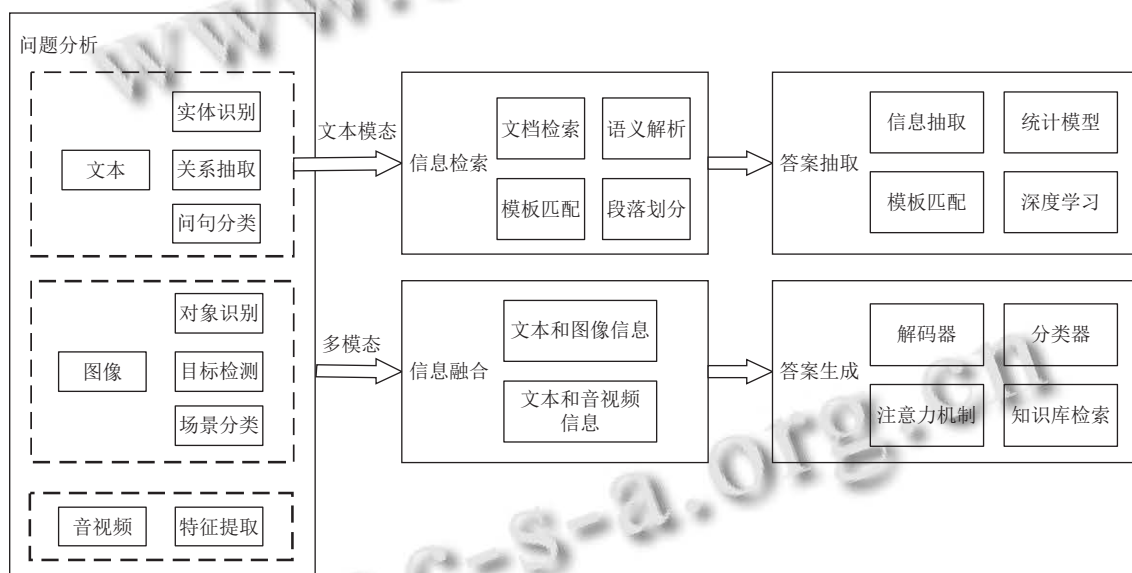 问题分析
文本
实体识别
关系抽取
问句分类
图像
对象识别
目标检测
场景分类
音视频
特征提取
文本模态
信息检索
文档检索
语义解析
模板匹配
段落划分
答案抽取
信息抽取
统计模型
模板匹配
深度学习
多模态
信息融合
文本和图像信息
文本和音视频
信息
答案生成
解码器
分类器
注意力机制
知识库检索
www.
c-s-a.org.cn